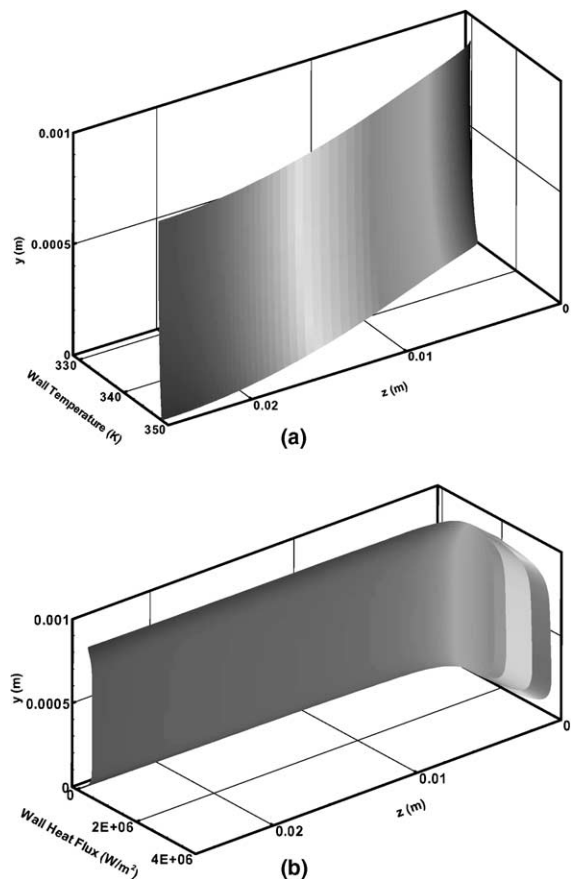 0.001
0.0005
y (m)
0
330
340
350
Wall Temperature (K)
0.02
0.01
0
z (m)
(a)
0.001
0.0005
y (m)
0
0
2E+06
4E+06
Wall Heat Flux (W/m²)
0.02
0.01
0
z (m)
(b)